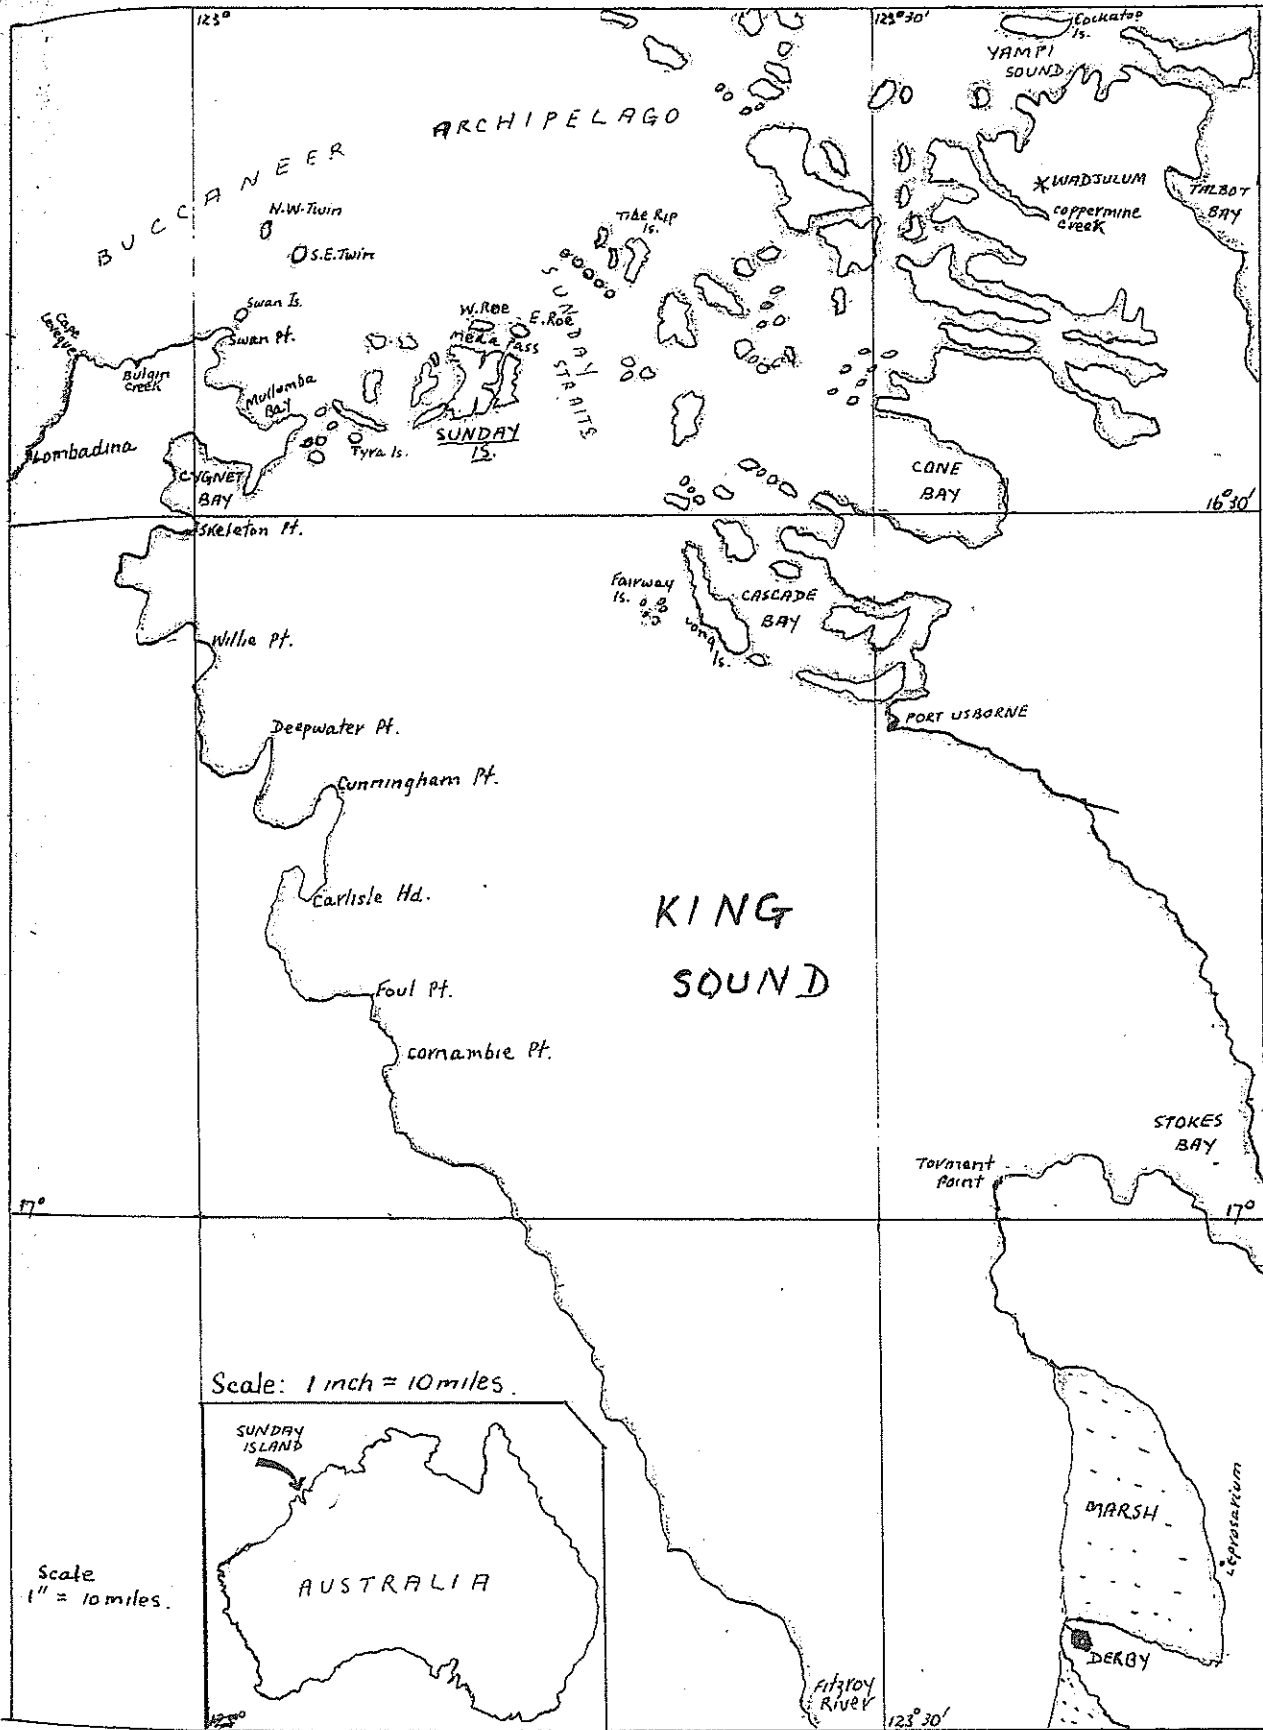 123°
123°30'
Cockatoo
Is.
YAMPI
SOUND
BUCCANEER
ARCHIPELAGO
N.W. Twin
S.E. Twin
Tide Rip
Is.
*WADJULUM
coppermine
creek
TALBOT
BAY
Swan Is.
Swan Pt.
W. Roe
E. Roe
Meda Pass
SUNDAY
STRAITS
Cape
Leveque
Bulgin
Creek
Mullomba
Bay
Lombadina
Tyra Is.
SUNDAY
IS.
CYGNET
BAY
CONE
BAY
16°30'
Skeleton Pt.
Fairway
Is.
CASCADE
BAY
Long
Is.
Willie Pt.
PORT USBORNE
Deepwater Pt.
Cunningham Pt.
Carlisle Hd.
KING
SOUND
Foul Pt.
cornambie Pt.
STOKES
BAY
Torment
Point
17°
17°
Scale: 1 inch = 10 miles.
SUNDAY
ISLAND
AUSTRALIA
Scale
1" = 10 miles.
MARSH
Leprosarium
DERBY
Fitzroy
River
123°30'